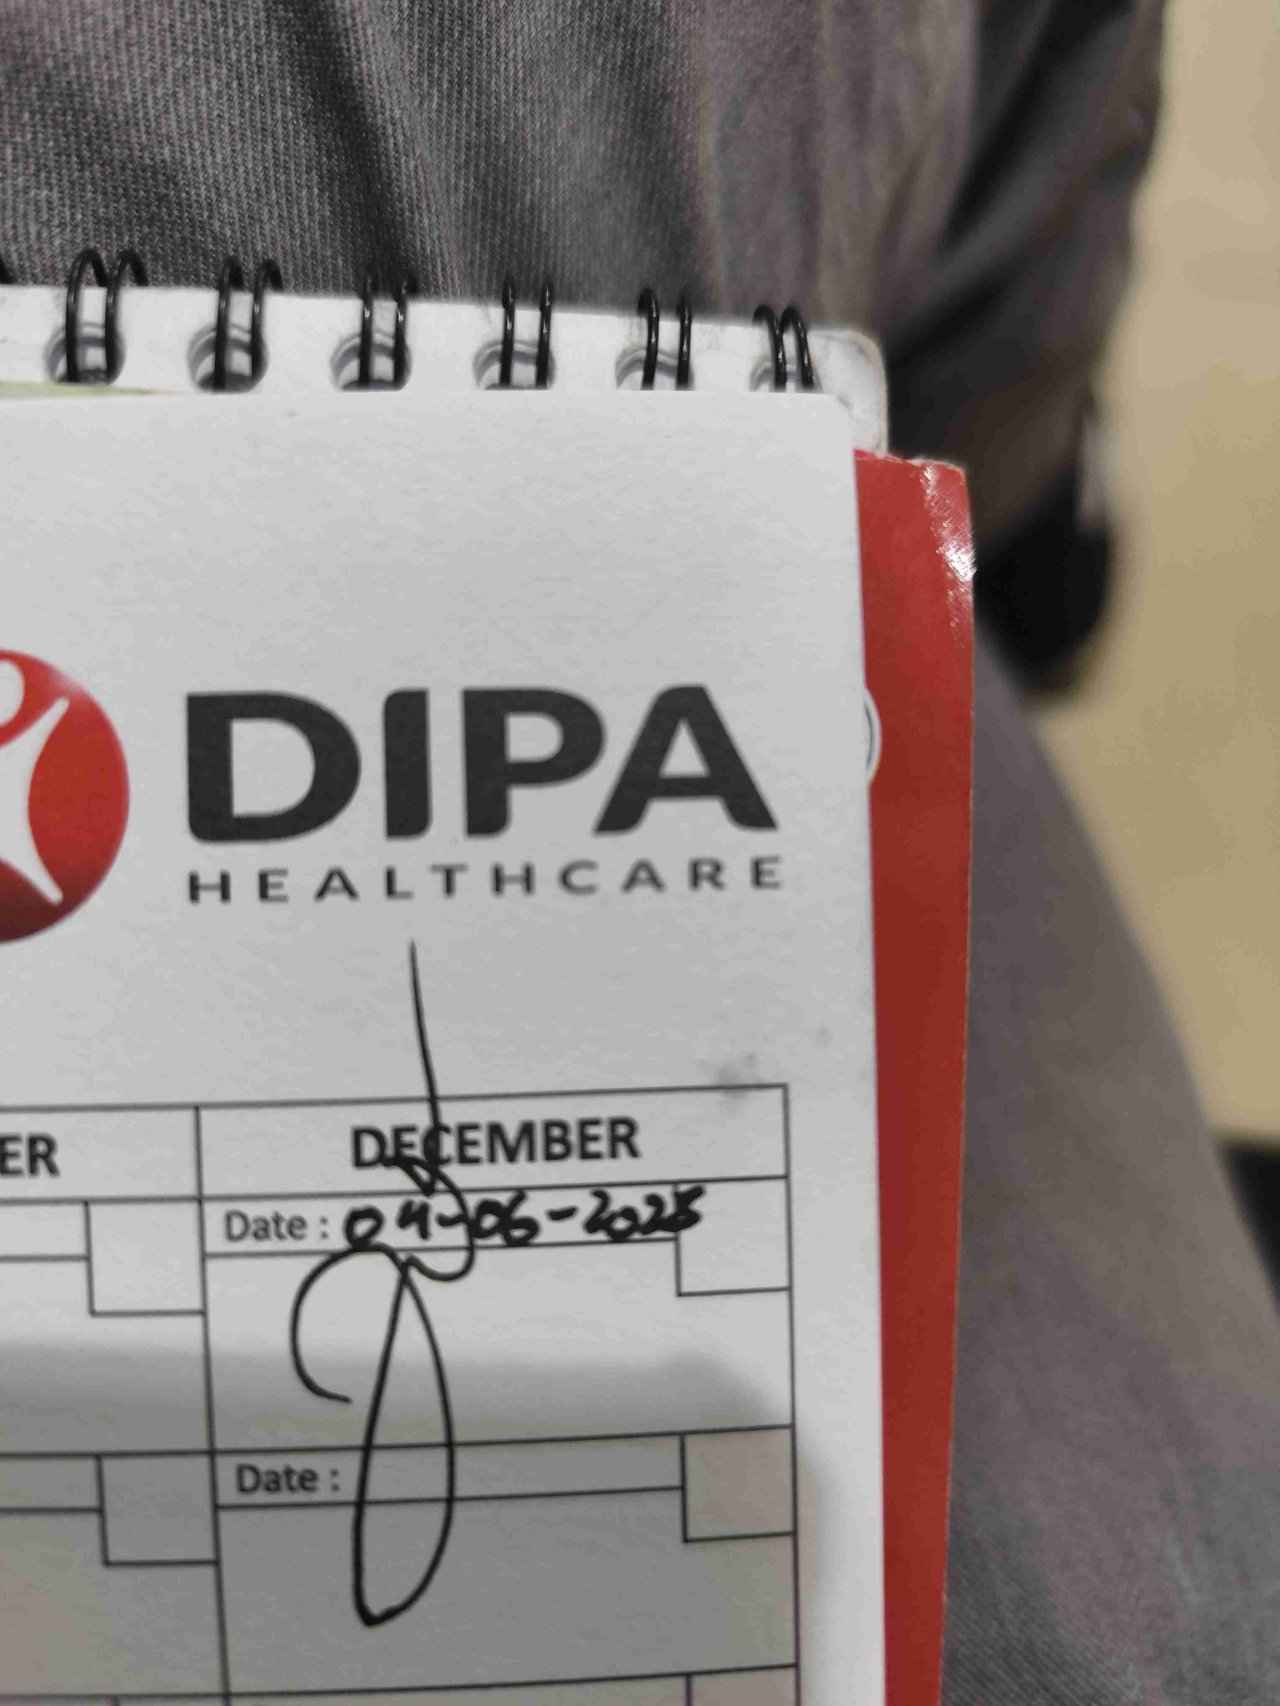 DIPA
HEALTHCARE
ER
DECEMBER
Date : 04-06-2025
Date :